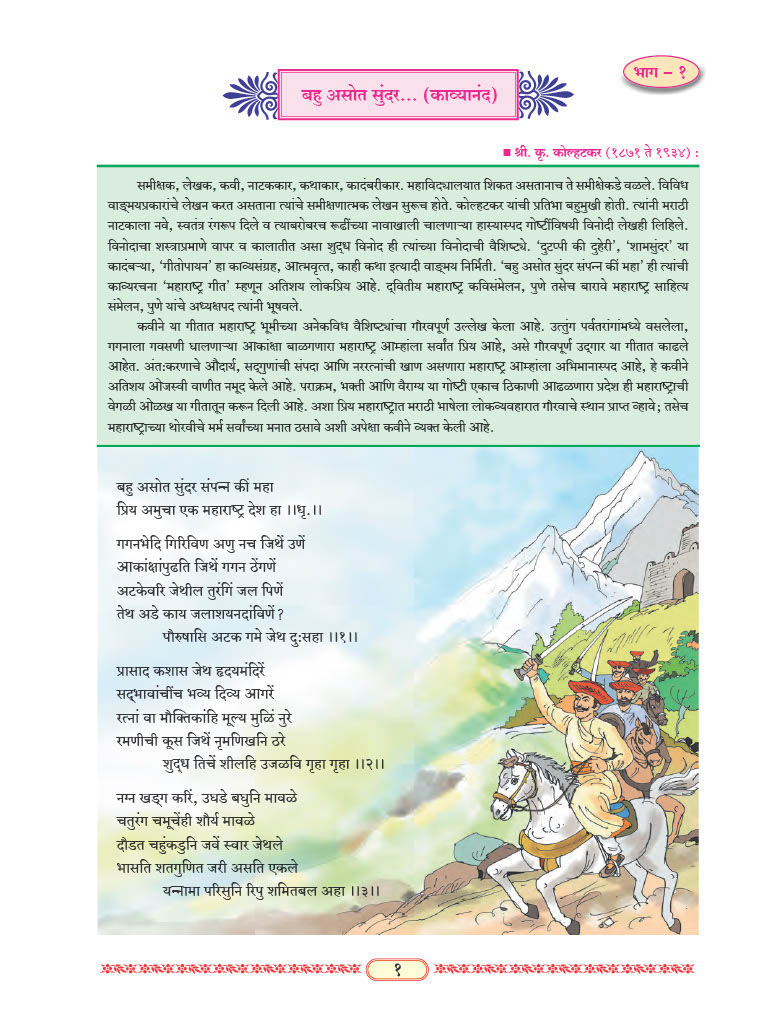 भाग – १
बहु असोत सुंदर... (काव्यानंद)
■ श्री. कृ. कोल्हटकर (१८७१ ते १९३४) :
समीक्षक, लेखक, कवी, नाटककार, कथाकार, कादंबरीकार. महाविद्यालयात शिकत असतानाच ते समीक्षेकडे वळले. विविध
वाङ्मयप्रकारांचे लेखन करत असताना त्यांचे समीक्षणात्मक लेखन सुरूच होते. कोल्हटकर यांची प्रतिभा बहुमुखी होती. त्यांनी मराठी
नाटकाला नवे, स्वतंत्र रंगरूप दिले व त्याबरोबरच रूढींच्या नावाखाली चालणाऱ्या हास्यास्पद गोष्टींविषयी विनोदी लेखही लिहिले.
विनोदाचा शस्त्राप्रमाणे वापर व कालातीत असा शुद्ध विनोद ही त्यांच्या विनोदाची वैशिष्ट्ये. ‘दुटप्पी की दुहेरी’, ‘शामसुंदर’ या
कादंबऱ्या, ‘गीतोपायन’ हा काव्यसंग्रह, आत्मवृत्त, काही कथा इत्यादी वाङ्मय निर्मिती. ‘बहु असोत सुंदर संपन्न कीं महा’ ही त्यांची
काव्यरचना ‘महाराष्ट्र गीत’ म्हणून अतिशय लोकप्रिय आहे. द्वितीय महाराष्ट्र कविसंमेलन, पुणे तसेच बारावे महाराष्ट्र साहित्य
संमेलन, पुणे यांचे अध्यक्षपद त्यांनी भूषवले.
कवीने या गीतात महाराष्ट्र भूमीच्या अनेकविध वैशिष्ट्यांचा गौरवपूर्ण उल्लेख केला आहे. उत्तुंग पर्वतरांगांमध्ये वसलेला,
गगनाला गवसणी घालणाऱ्या आकांक्षा बाळगणारा महाराष्ट्र आम्हांला सर्वांत प्रिय आहे, असे गौरवपूर्ण उद्गार या गीतात काढले
आहेत. अंत:करणाचे औदार्य, सद्गुणांची संपदा आणि नररत्नांची खाण असणारा महाराष्ट्र आम्हांला अभिमानास्पद आहे, हे कवीने
अतिशय ओजस्वी वाणीत नमूद केले आहे. पराक्रम, भक्ती आणि वैराग्य या गोष्टी एकाच ठिकाणी आढळणारा प्रदेश ही महाराष्ट्राची
वेगळी ओळख या गीतातून करून दिली आहे. अशा प्रिय महाराष्ट्रात मराठी भाषेला लोकव्यवहारात गौरवाचे स्थान प्राप्त व्हावे; तसेच
महाराष्ट्राच्या थोरवीचे मर्म सर्वांच्या मनात ठसावे अशी अपेक्षा कवीने व्यक्त केली आहे.
बहु असोत सुंदर संपन्न कीं महा
प्रिय अमुचा एक महाराष्ट्र देश हा ।।धृ.।।
गगनभेदि गिरिविण अणु नच जिथें उणें
आकांक्षांपुढति जिथें गगन ठेंगणें
अटकेवरि जेथील तुरंगिं जल पिणें
तेथ अडे काय जलाशयनदांविणें?
पौरुषासि अटक गमे जेथ दु:सहा ।।१।।
प्रासाद कशास जेथ हृदयमंदिरें
सद्भावांचींच भव्य दिव्य आगरें
रत्नां वा मौक्तिकांहि मूल्य मुळिं नुरे
रमणीची कूस जिथें नृमणिखनि ठरे
शुद्ध तिचें शीलहि उजळवि गृहा गृहा ।।२।।
नग्न खड्ग करिं, उघडे बघुनि मावळे
चतुरंग चमूचेंही शौर्य मावळे
दौडत चहुंकडुनि जवें स्वार जेथले
भासति शतगुणित जरी असति एकले
यन्नामा परिसुनि रिपु शमितबल अहा ।।३।।
१